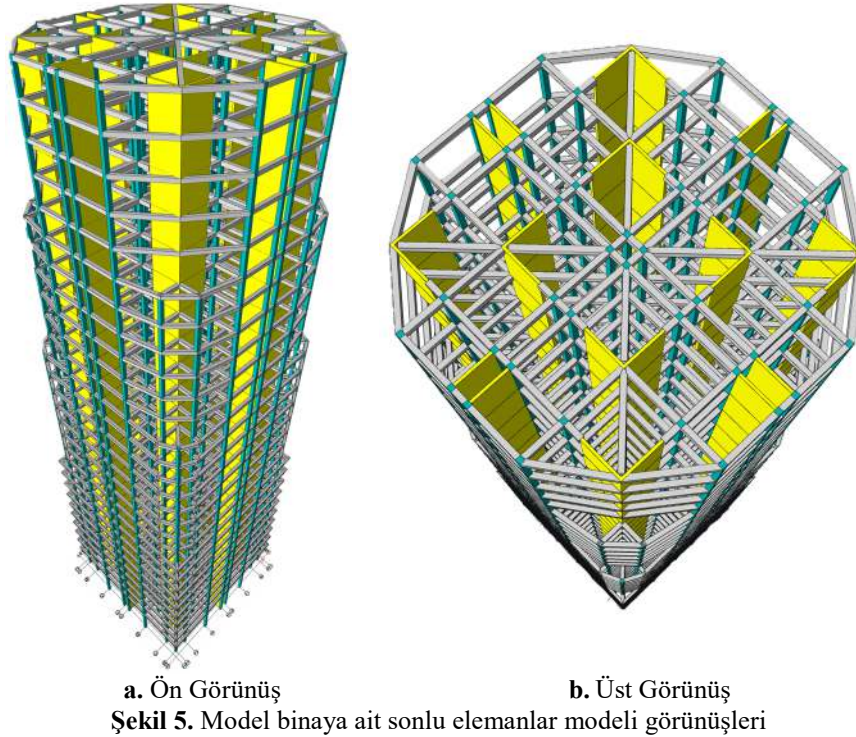 a. Ön Görünüş
b. Üst Görünüş
Şekil 5. Model binaya ait sonlu elemanlar modeli görünüşleri